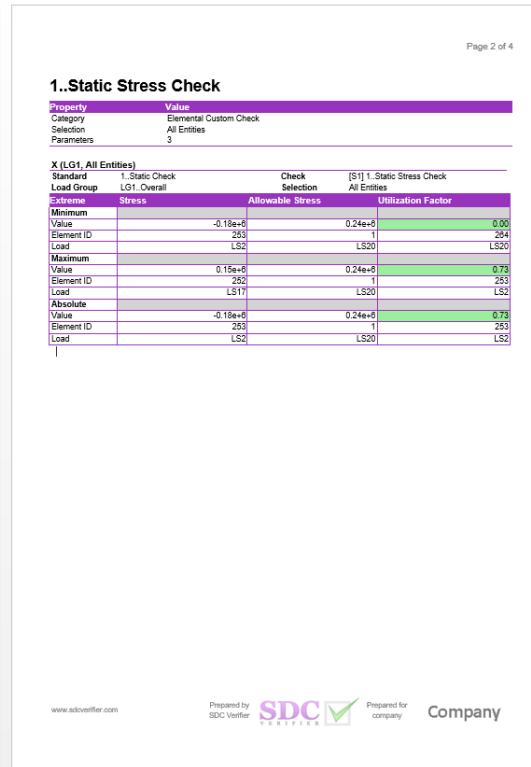 Page 2 of 4
1..Static Stress Check
Property Value
Category Elemental Custom Check
Selection All Entities
Parameters 3
X (LG1, All Entities)
Standard 1..Static Check Check [S1] 1..Static Stress Check
Load Group LG1..Overall Selection All Entities
Extreme Stress Allowable Stress Utilization Factor
Minimum
Value -0.18e+6 0.24e+6 0.00
Element ID 253 1 264
Load LS2 LS20 LS20
Maximum
Value 0.15e+6 0.24e+6 0.73
Element ID 252 1 253
Load LS17 LS20 LS2
Absolute
Value -0.18e+6 0.24e+6 0.73
Element ID 253 1 253
Load LS2 LS20 LS2
www.sdcverifier.com Prepared by SDC Verifier SDC VERIFIER Prepared for company Company